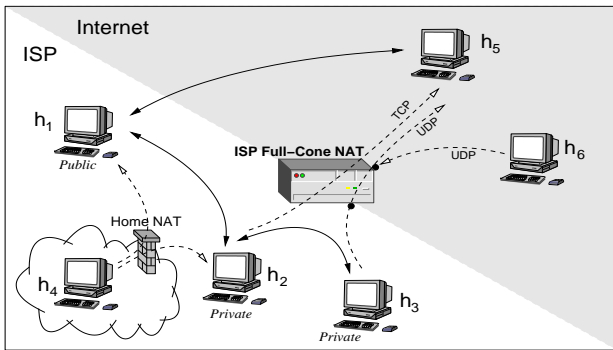 Internet
ISP
h5
h1
Public
TCP
UDP
ISP Full-Cone NAT
UDP
h6
Home NAT
h4
h2
Private
h3
Private